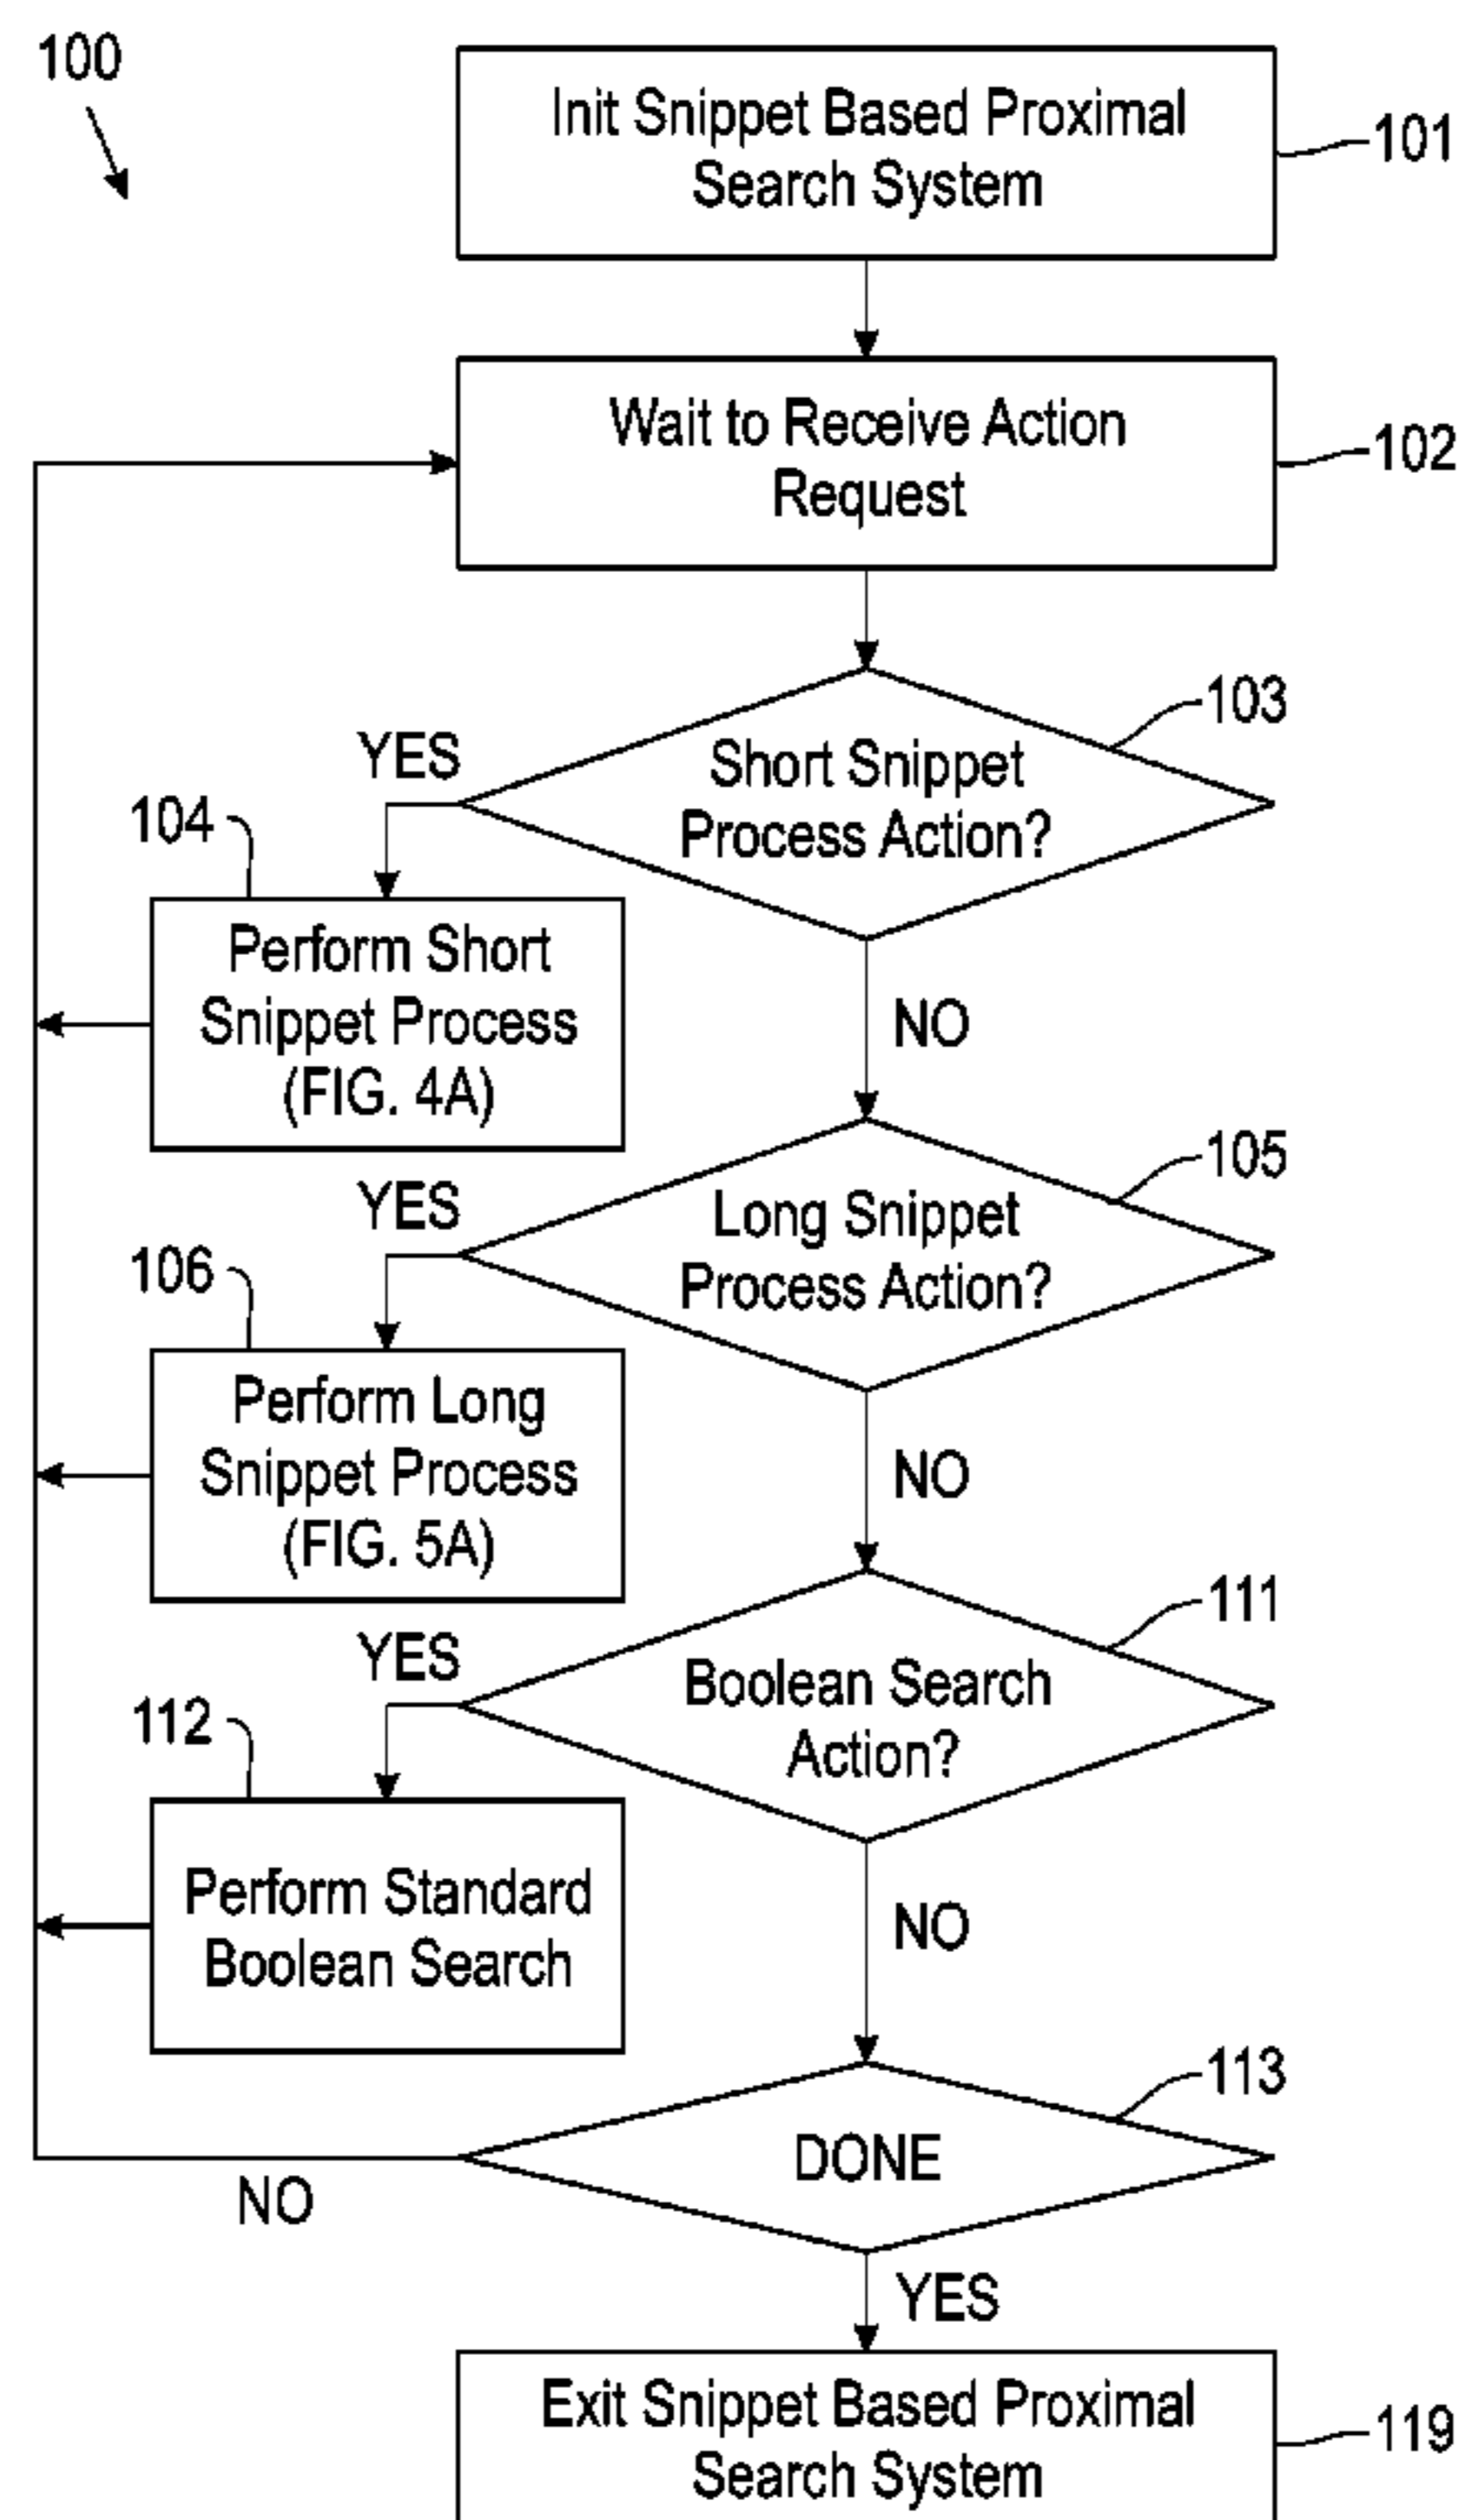 100
Init Snippet Based Proximal
Search System
101
Wait to Receive Action
Request
102
103
YES
Short Snippet
Process Action?
104
Perform Short
Snippet Process
(FIG. 4A)
NO
105
YES
Long Snippet
Process Action?
106
Perform Long
Snippet Process
(FIG. 5A)
NO
111
YES
Boolean Search
Action?
112
Perform Standard
Boolean Search
NO
113
DONE
NO
YES
Exit Snippet Based Proximal
Search System
119